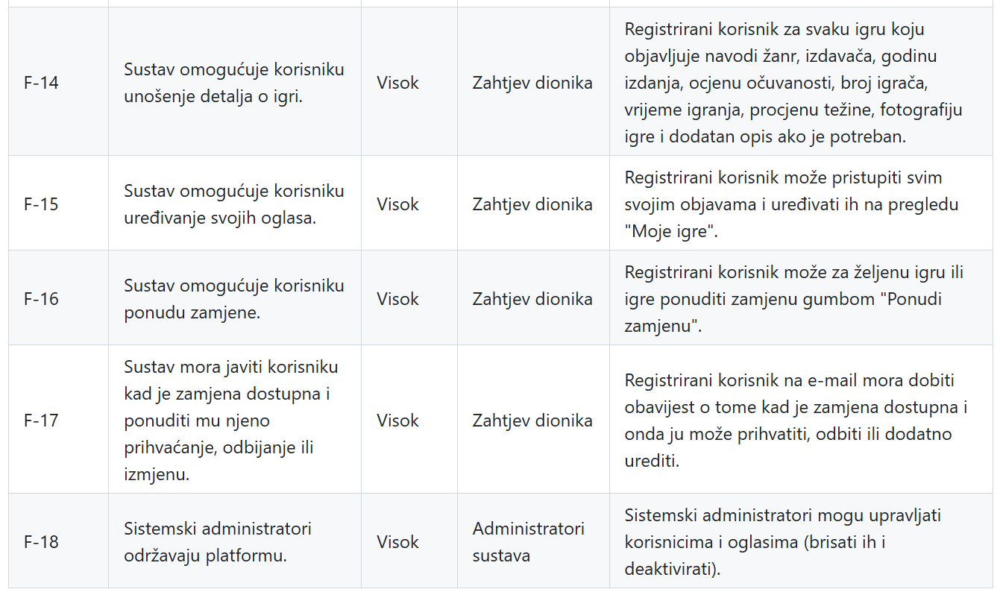 F-14
Sustav omogućuje korisniku
unošenje detalja o igri.
Visok
Zahtjev dionika
Registrirani korisnik za svaku igru koju
objavljuje navodi žanr, izdavača, godinu
izdanja, ocjenu očuvanosti, broj igrača,
vrijeme igranja, procjenu težine, fotografiju
igre i dodatan opis ako je potreban.
F-15
Sustav omogućuje korisniku
uređivanje svojih oglasa.
Visok
Zahtjev dionika
Registrirani korisnik može pristupiti svim
svojim objavama i uređivati ih na pregledu
"Moje igre".
F-16
Sustav omogućuje korisniku
ponudu zamjene.
Visok
Zahtjev dionika
Registrirani korisnik može za željenu igru ili
igre ponuditi zamjenu gumbom "Ponudi
zamjenu".
F-17
Sustav mora javiti korisniku
kad je zamjena dostupna i
ponuditi mu njeno
prihvaćanje, odbijanje ili
izmjenu.
Visok
Zahtjev dionika
Registrirani korisnik na e-mail mora dobiti
obavijest o tome kad je zamjena dostupna i
onda ju može prihvatiti, odbiti ili dodatno
urediti.
F-18
Sistemski administratori
održavaju platformu.
Visok
Administratori
sustava
Sistemski administratori mogu upravljati
korisnicima i oglasima (brisati ih i
deaktivirati).